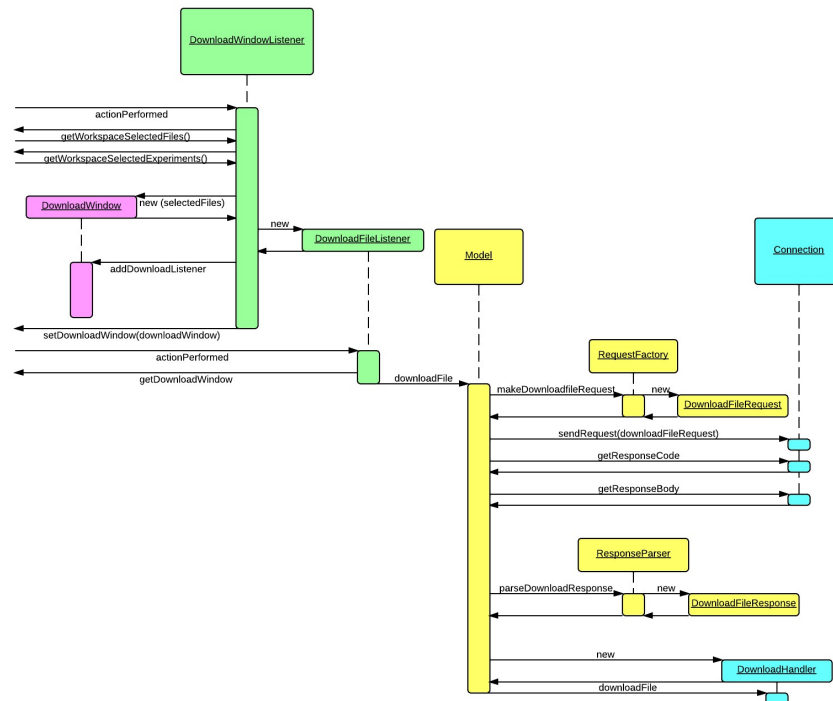 DownloadWindowListener
actionPerformed
getWorkspaceSelectedFiles()
getWorkspaceSelectedExperiments()
DownloadWindow
new (selectedFiles)
new
DownloadFileListener
Model
Connection
addDownloadListener
setDownloadWindow(downloadWindow)
actionPerformed
RequestFactory
getDownloadWindow
downloadFile
makeDownloadfileRequest
new
DownloadFileRequest
sendRequest(downloadFileRequest)
getResponseCode
getResponseBody
ResponseParser
parseDownloadResponse
new
DownloadFileResponse
new
DownloadHandler
downloadFile